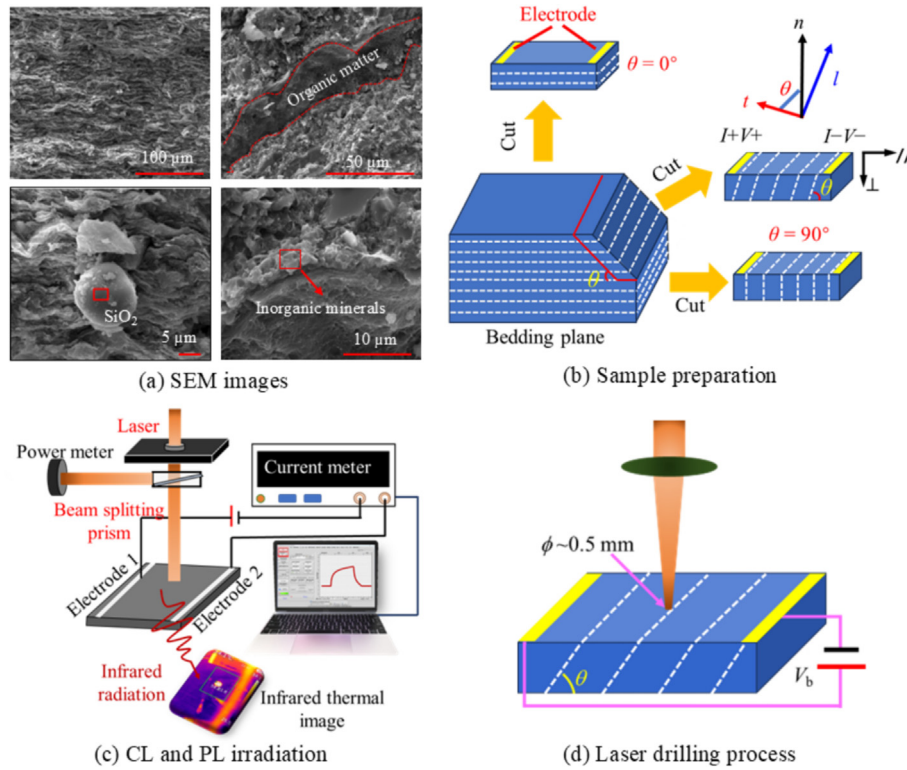 Organic matter
100 µm
50 µm
SiO2
5 µm
Inorganic minerals
10 µm
(a) SEM images
Electrode
θ = 0°
Cut
n
l
θ
t
I+V+
I−V−
//
⊥
Cut
θ
θ = 90°
θ
Cut
Bedding plane
(b) Sample preparation
Laser
Power meter
Current meter
Beam splitting
prism
Electrode 1
Electrode 2
Infrared
radiation
Infrared thermal
image
(c) CL and PL irradiation
ϕ~0.5 mm
θ
Vb
(d) Laser drilling process